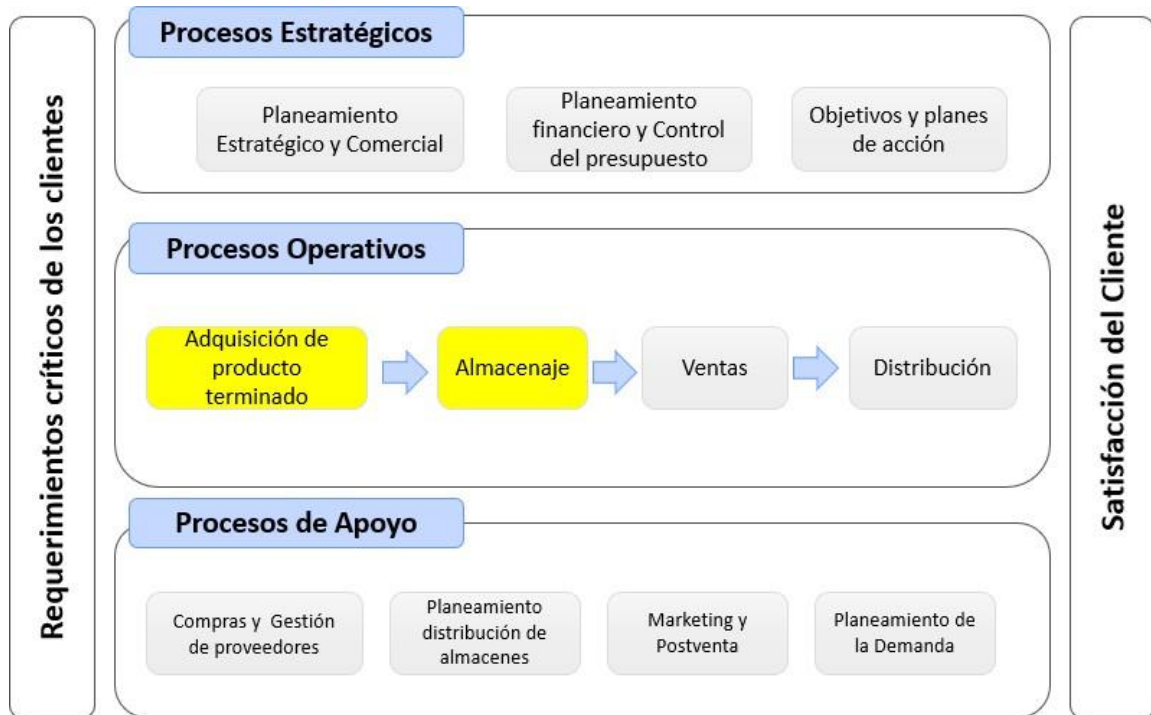 Requerimientos críticos de los clientes
Procesos Estratégicos
Planeamiento
Estratégico y Comercial
Planeamiento
financiero y Control
del presupuesto
Objetivos y planes
de acción
Procesos Operativos
Adquisición de
producto
terminado
Almacenaje
Ventas
Distribución
Procesos de Apoyo
Compras y Gestión
de proveedores
Planeamiento
distribución de
almacenes
Marketing y
Postventa
Planeamiento de
la Demanda
Satisfacción del Cliente